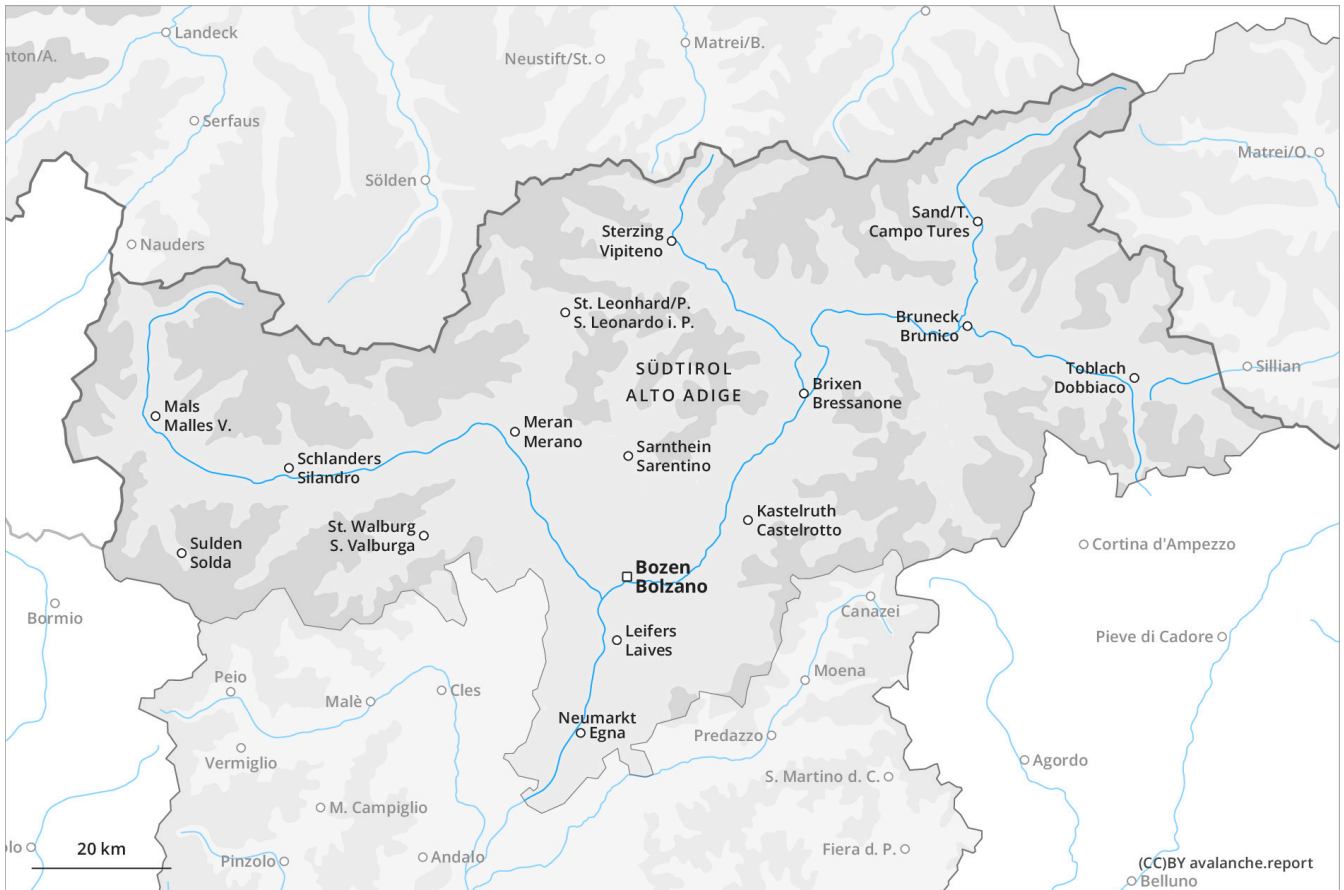 Landeck
nton/A.
Matrei/B.
Neustift/St.
Serfaus
Matrei/O.
Sölden
Sand/T.
Campo Tures
Sterzing
Vipiteno
Nauders
St. Leonhard/P.
S. Leonardo i. P.
Bruneck
Brunico
SÜDTIROL
ALTO ADIGE
Toblach
Dobbiaco
Sillian
Brixen
Bressanone
Mals
Malles V.
Meran
Merano
Sarnthein
Sarentino
Schlanders
Silandro
Kastelruth
Castelrotto
St. Walburg
S. Valburga
Sulden
Solda
Cortina d'Ampezzo
Bozen
Bolzano
Bormio
Canazei
Leifers
Laives
Pieve di Cadore
Peio
Moena
Malè
Cles
Neumarkt
Egna
Predazzo
Vermiglio
Agordo
S. Martino d. C.
M. Campiglio
olo
20 km
Pinzolo
Andalo
Fiera d. P.
(CC)BY avalanche.report
Belluno